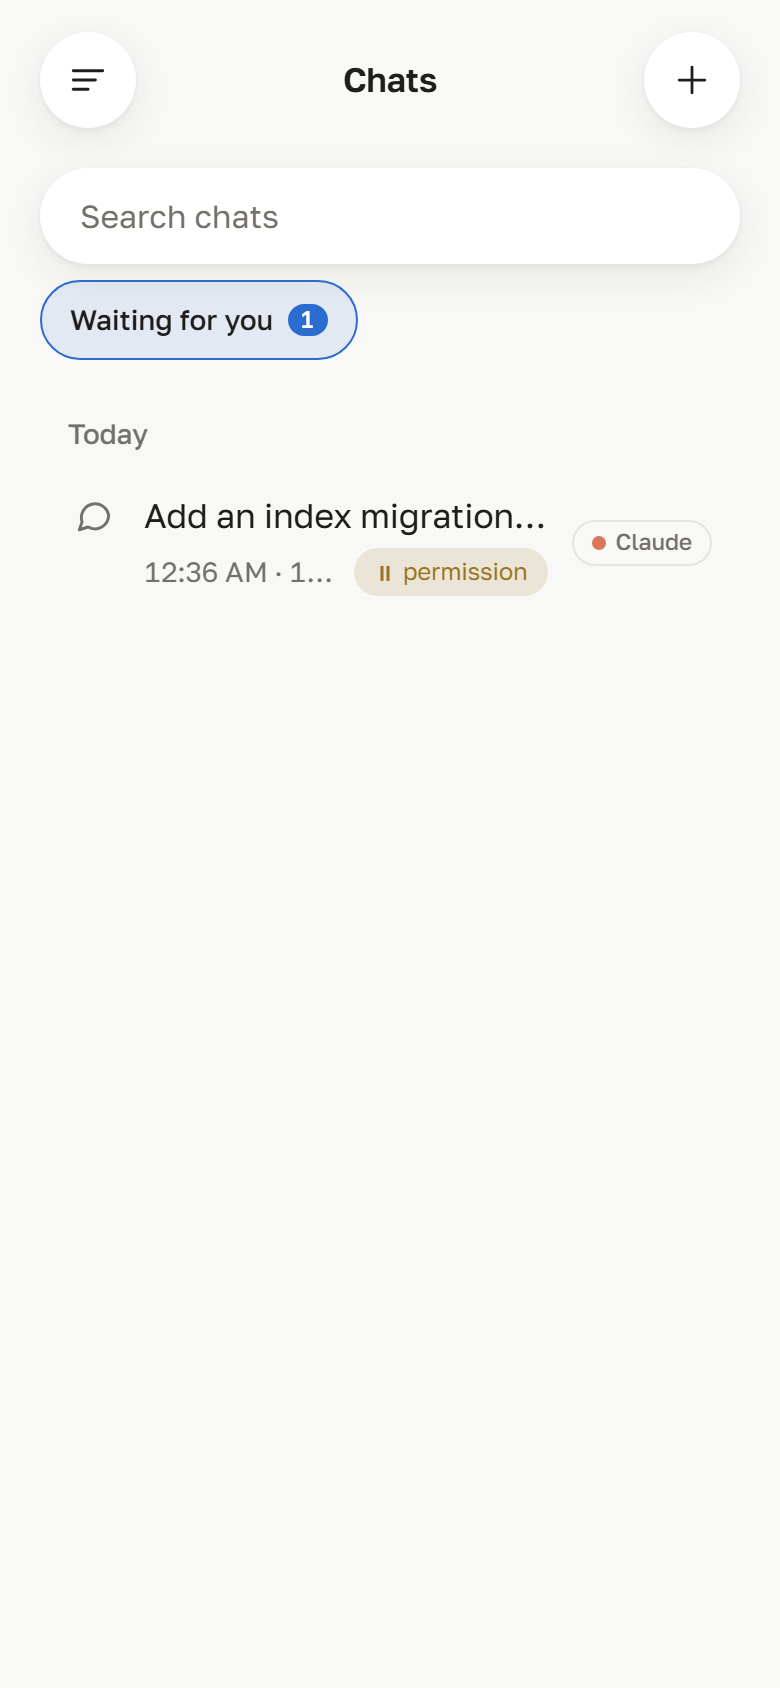 Chats
Search chats
Waiting for you 1
Today
Add an index migration...
12:36 AM · 1... permission
Claude